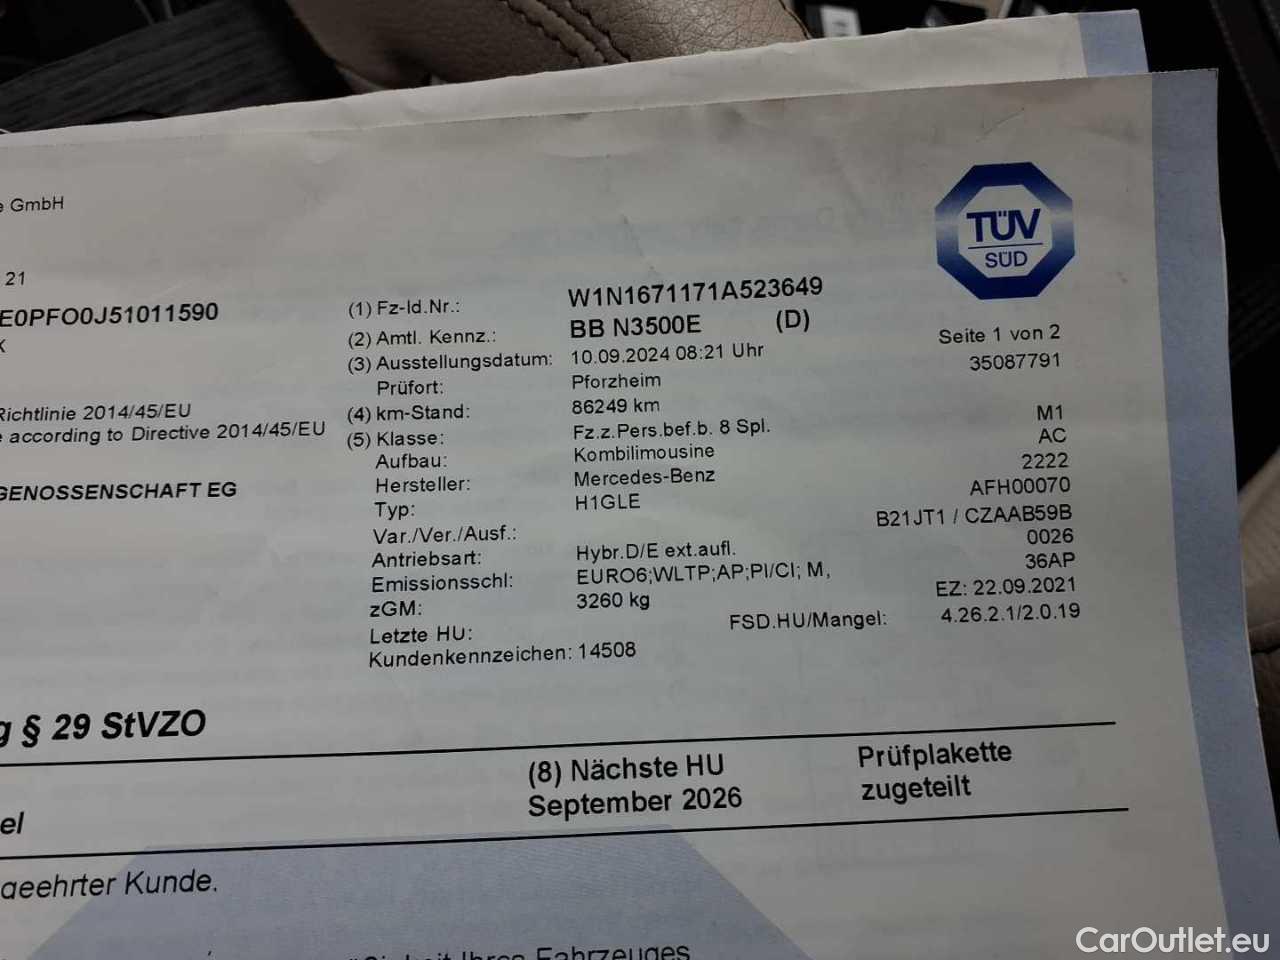 e GmbH
TÜV
SÜD
21
E0PFO0J51011590
(1) Fz-Id.Nr.: W1N1671171A523649
(2) Amtl. Kennz.: BB N3500E (D)
Seite 1 von 2
(3) Ausstellungsdatum: 10.09.2024 08:21 Uhr 35087791
Prüfort: Pforzheim
Richtlinie 2014/45/EU
(4) km-Stand: 86249 km
e according to Directive 2014/45/EU
(5) Klasse: Fz.z.Pers.bef.b. 8 Spl. M1
Aufbau: Kombilimousine AC
GENOSSENSCHAFT EG
Hersteller: Mercedes-Benz 2222
Typ: H1GLE AFH00070
Var./Ver./Ausf.: B21JT1 / CZAAB59B
Antriebsart: Hybr.D/E ext.aufl. 0026
Emissionsschl: EURO6;WLTP;AP;PI/CI; M, 36AP
zGM: 3260 kg EZ: 22.09.2021
Letzte HU: FSD.HU/Mangel: 4.26.2.1/2.0.19
Kundenkennzeichen: 14508
g § 29 StVZO
(8) Nächste HU Prüfplakette
September 2026 zugeteilt
el
geehrter Kunde.
CarOutlet.eu